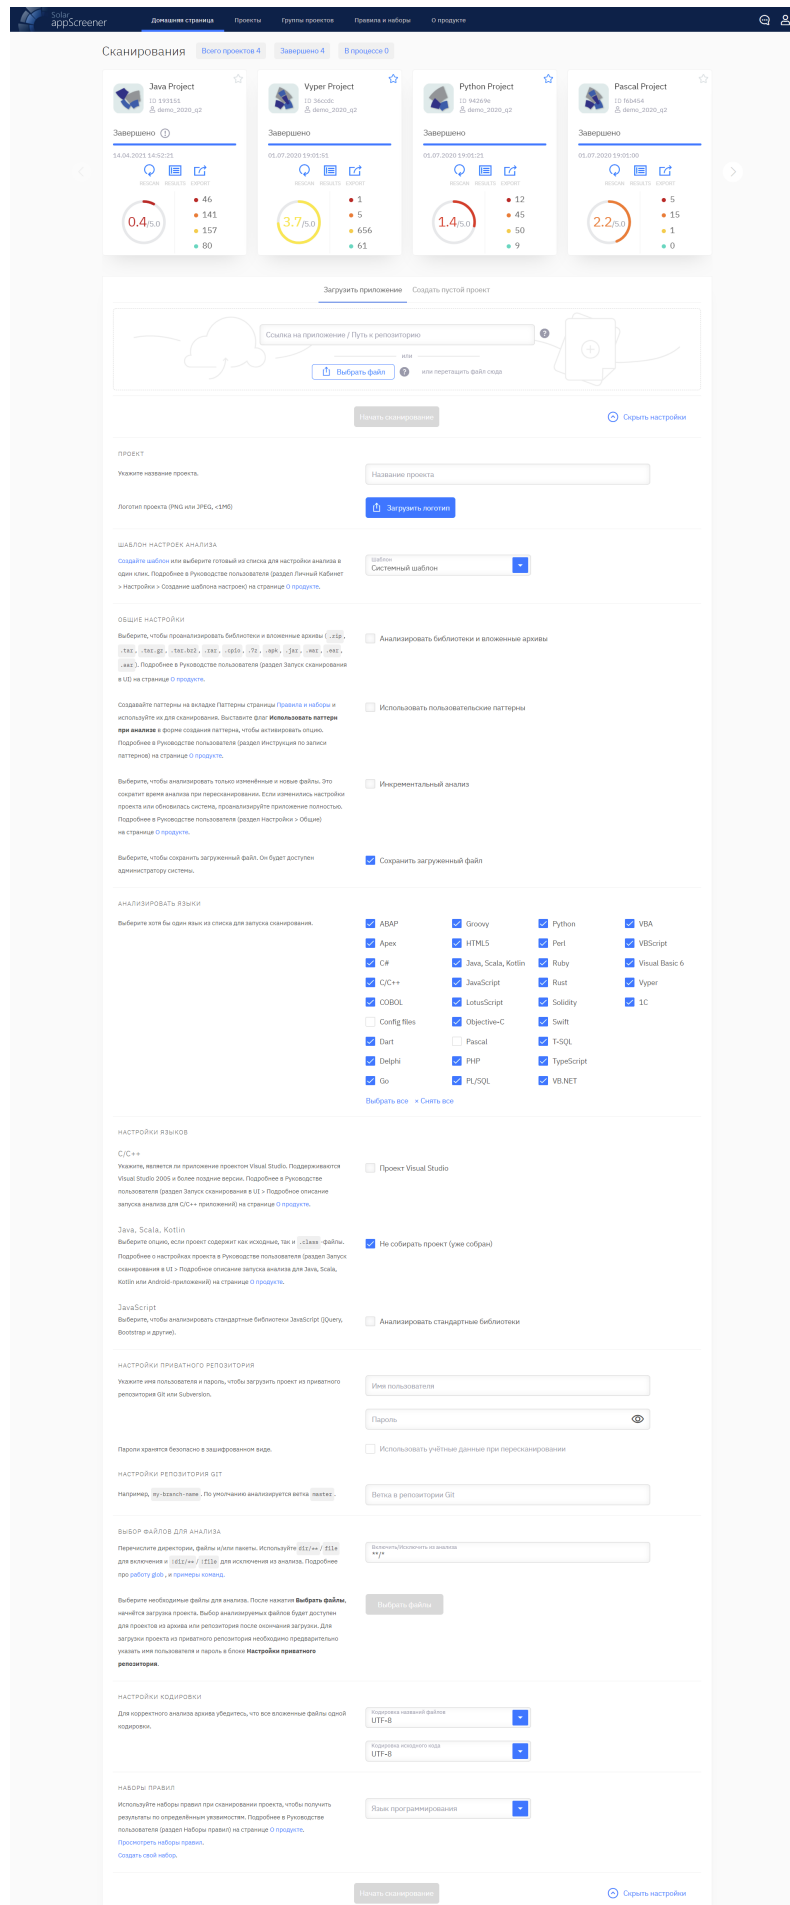 Solar
appScreener
Домашняя страница
Проекты
Группы проектов
Правила и наборы
О продукте
Сканирования
Всего проектов 4
Завершено 4
В процессе 0
Java Project
ID 193151
demo_2020_q2
Завершено
14.04.2021 14:52:21
RESCAN RESULTS EXPORT
0.4/5.0
46
141
157
80
Vyper Project
ID 36ccdc
demo_2020_q2
Завершено
01.07.2020 19:01:51
RESCAN RESULTS EXPORT
3.7/5.0
1
5
656
61
Python Project
ID 94269e
demo_2020_q2
Завершено
01.07.2020 19:01:21
RESCAN RESULTS EXPORT
1.4/5.0
12
45
50
9
Pascal Project
ID f6b454
demo_2020_q2
Завершено
01.07.2020 19:01:00
RESCAN RESULTS EXPORT
2.2/5.0
5
15
1
0
Загрузить приложение
Создать пустой проект
Ссылка на приложение / Путь к репозиторию
?
или
Выбрать файл
?
или перетащить файл сюда
Начать сканирование
Скрыть настройки
ПРОЕКТ
Укажите название проекта.
Название проекта
Логотип проекта (PNG или JPEG, <1Мб)
Загрузить логотип
ШАБЛОН НАСТРОЕК АНАЛИЗА
Создайте шаблон или выберите готовый из списка для настройки анализа в
один клик. Подробнее в Руководстве пользователя (раздел Личный Кабинет
> Настройки > Создание шаблона настроек) на странице О продукте.
Шаблон
Системный шаблон
ОБЩИЕ НАСТРОЙКИ
Выберите, чтобы проанализировать библиотеки и вложенные архивы ( .zip ,
.tar , .tar.gz , .tar.bz2 , .rar , .cpio , .7z , .apk , .jar , .war , .ear ,
.aar ). Подробнее в Руководстве пользователя (раздел Запуск сканирования
в UI) на странице О продукте.
Анализировать библиотеки и вложенные архивы
Создавайте паттерны на вкладке Паттерны страницы Правила и наборы и
используйте их для сканирования. Выставите флаг Использовать паттерн
при анализе в форме создания паттерна, чтобы активировать опцию.
Подробнее в Руководстве пользователя (раздел Инструкция по записи
паттернов) на странице О продукте.
Использовать пользовательские паттерны
Выберите, чтобы анализировать только изменённые и новые файлы. Это
сократит время анализа при пересканировании. Если изменились настройки
проекта или обновилась система, проанализируйте приложение полностью.
Подробнее в Руководстве пользователя (раздел Настройки > Общие)
на странице О продукте.
Инкрементальный анализ
Выберите, чтобы сохранить загруженный файл. Он будет доступен
администратору системы.
Сохранить загруженный файл
АНАЛИЗИРОВАТЬ ЯЗЫКИ
Выберите хотя бы один язык из списка для запуска сканирования.
ABAP
Apex
C#
C/C++
COBOL
Config files
Dart
Delphi
Go
Groovy
HTML5
Java, Scala, Kotlin
JavaScript
LotusScript
Objective-C
Pascal
PHP
PL/SQL
Python
Perl
Ruby
Rust
Solidity
Swift
T-SQL
TypeScript
VB.NET
VBA
VBScript
Visual Basic 6
Vyper
1C
Выбрать все × Снять все
НАСТРОЙКИ ЯЗЫКОВ
C/C++
Укажите, является ли приложение проектом Visual Studio. Поддерживаются
Visual Studio 2005 и более поздние версии. Подробнее в Руководстве
пользователя (раздел Запуск сканирования в UI > Подробное описание
запуска анализа для C/C++ приложений) на странице О продукте.
Проект Visual Studio
Java, Scala, Kotlin
Выберите опцию, если проект содержит как исходные, так и .class -файлы.
Подробнее о настройках проекта в Руководстве пользователя (раздел Запуск
сканирования в UI > Подробное описание запуска анализа для Java, Scala,
Kotlin или Android-приложений) на странице О продукте.
Не собирать проект (уже собран)
JavaScript
Выберите, чтобы анализировать стандартные библиотеки JavaScript (jQuery,
Bootstrap и другие).
Анализировать стандартные библиотеки
НАСТРОЙКИ ПРИВАТНОГО РЕПОЗИТОРИЯ
Укажите имя пользователя и пароль, чтобы загрузить проект из приватного
репозитория Git или Subversion.
Имя пользователя
Пароль
Пароли хранятся безопасно в зашифрованном виде.
Использовать учётные данные при пересканировании
НАСТРОЙКИ РЕПОЗИТОРИЯ GIT
Например, my-branch-name . По умолчанию анализируется ветка master .
Ветка в репозитории Git
ВЫБОР ФАЙЛОВ ДЛЯ АНАЛИЗА
Перечислите директории, файлы и/или пакеты. Используйте dir/** / file
для включения и !dir/** / !file для исключения из анализа. Подробнее
про работу glob , и примеры команд.
Включить/Исключить из анализа
**/*
Выберите необходимые файлы для анализа. После нажатия Выбрать файлы,
начнётся загрузка проекта. Выбор анализируемых файлов будет доступен
для проектов из архива или репозитория после окончания загрузки. Для
загрузки проекта из приватного репозитория необходимо предварительно
указать имя пользователя и пароль в блоке Настройки приватного
репозитория.
Выбрать файлы
НАСТРОЙКИ КОДИРОВКИ
Для корректного анализа архива убедитесь, что все вложенные файлы одной
кодировки.
Кодировка названий файлов
UTF-8
Кодировка исходного кода
UTF-8
НАБОРЫ ПРАВИЛ
Используйте наборы правил при сканировании проекта, чтобы получить
результаты по определённым уязвимостям. Подробнее в Руководстве
пользователя (раздел Наборы правил) на странице О продукте.
Просмотреть наборы правил.
Создать свой набор.
Язык программирования
Начать сканирование
Скрыть настройки